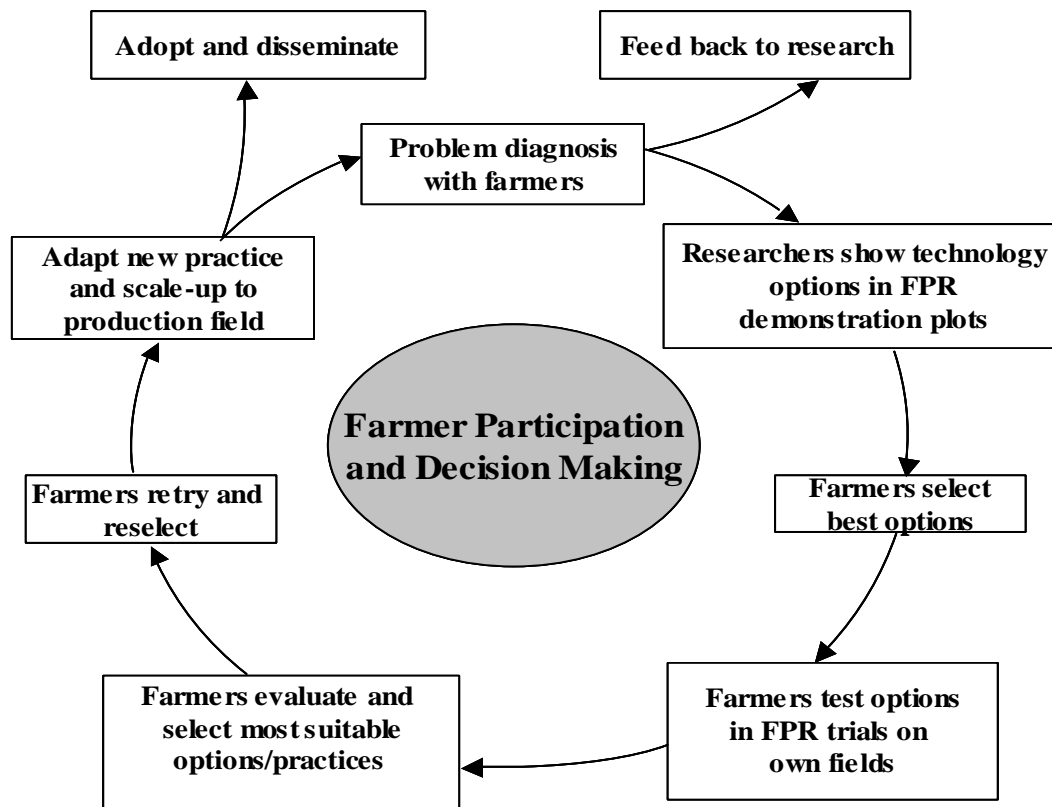 Adopt and disseminate
Feed back to research
Problem diagnosis
with farmers
Researchers show technology
options in FPR
demonstration plots
Farmers select
best options
Farmers test options
in FPR trials on
own fields
Farmers evaluate and
select most suitable
options/practices
Farmers retry and
reselect
Adapt new practice
and scale-up to
production field
Farmer Participation
and Decision Making